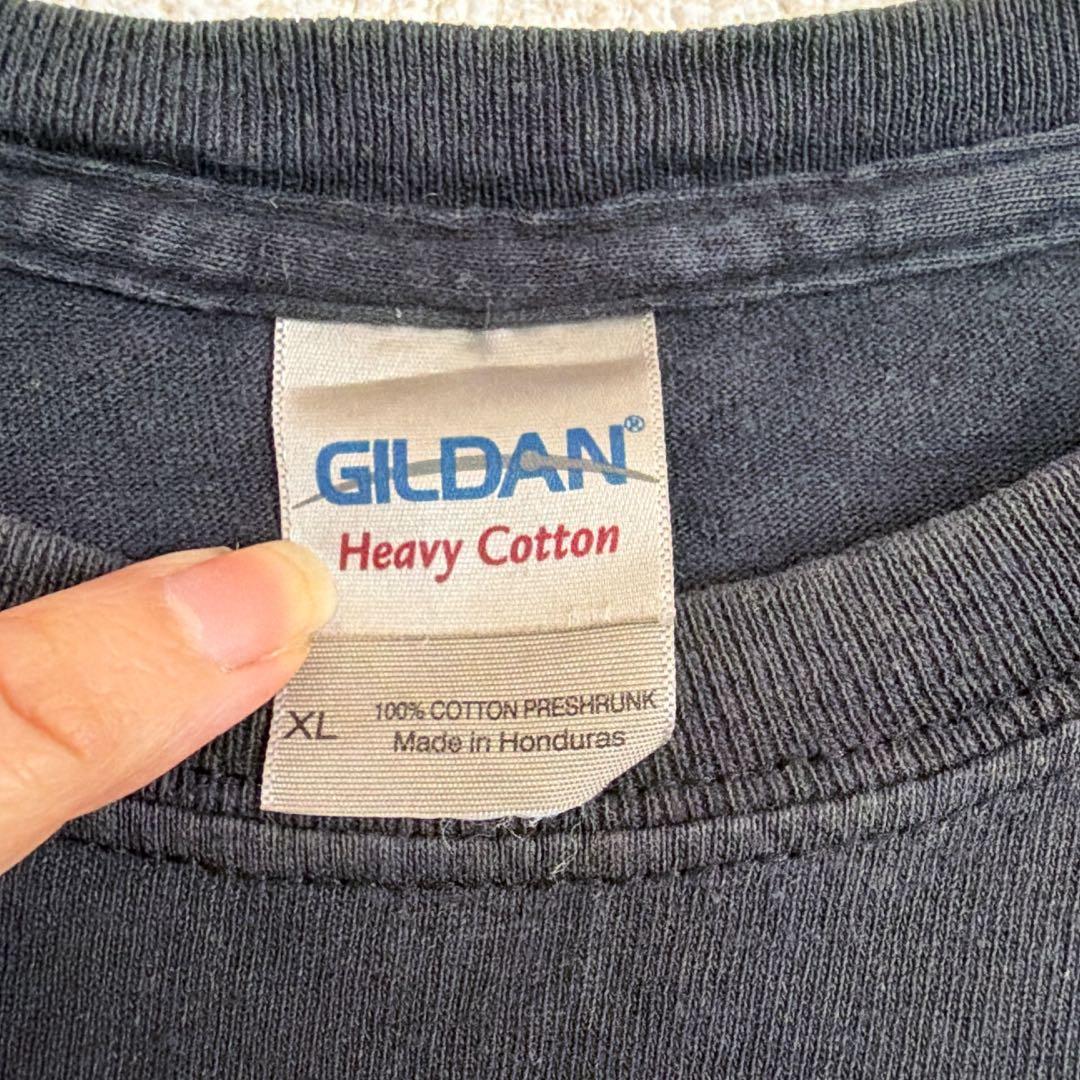 GILDAN®
Heavy Cotton
XL 100% COTTON PRESHRUNK
Made in Honduras